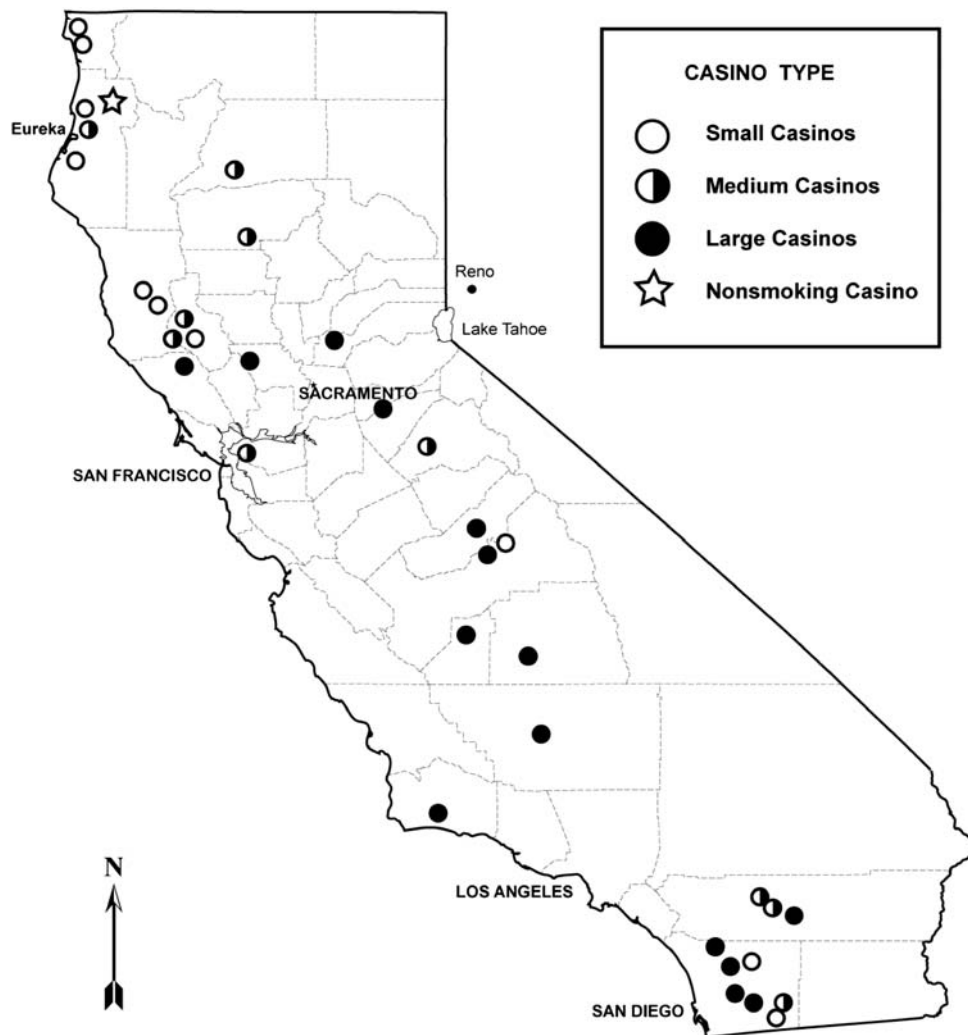 CASINO TYPE
Small Casinos
Medium Casinos
Large Casinos
Nonsmoking Casino
Eureka
Reno
Lake Tahoe
SACRAMENTO
SAN FRANCISCO
N
LOS ANGELES
SAN DIEGO